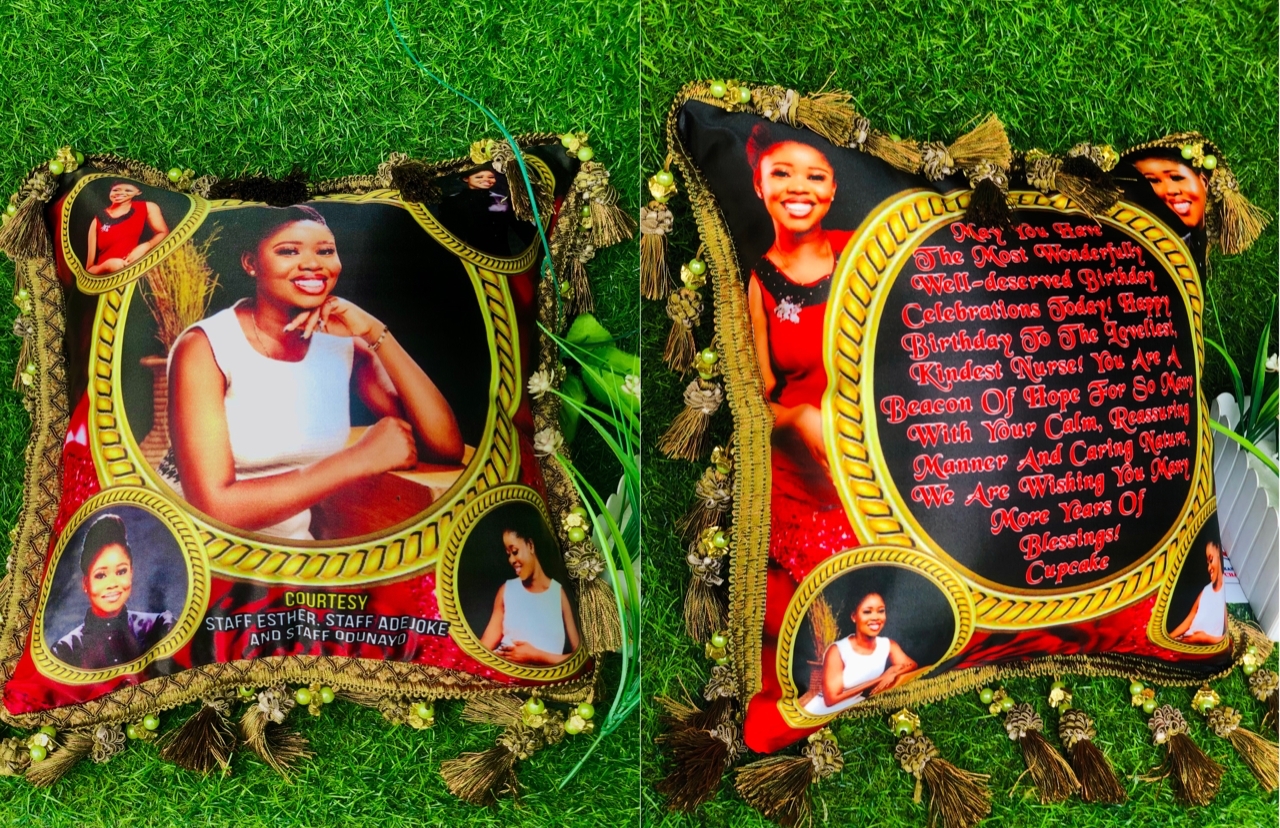 COURTESY
STAFF ESTHER, STAFF ADEJOKE
AND STAFF ODUNAYO
May You Have
The Most Wonderfully
Well-deserved Birthday
Celebrations Today! Happy
Birthday To The Loveliest,
Kindest Nurse! You Are A
Beacon Of Hope For So Many
With Your Calm, Reassuring
Manner And Caring Nature,
We Are Wishing You Many
More Years Of
Blessings!
Cupcake